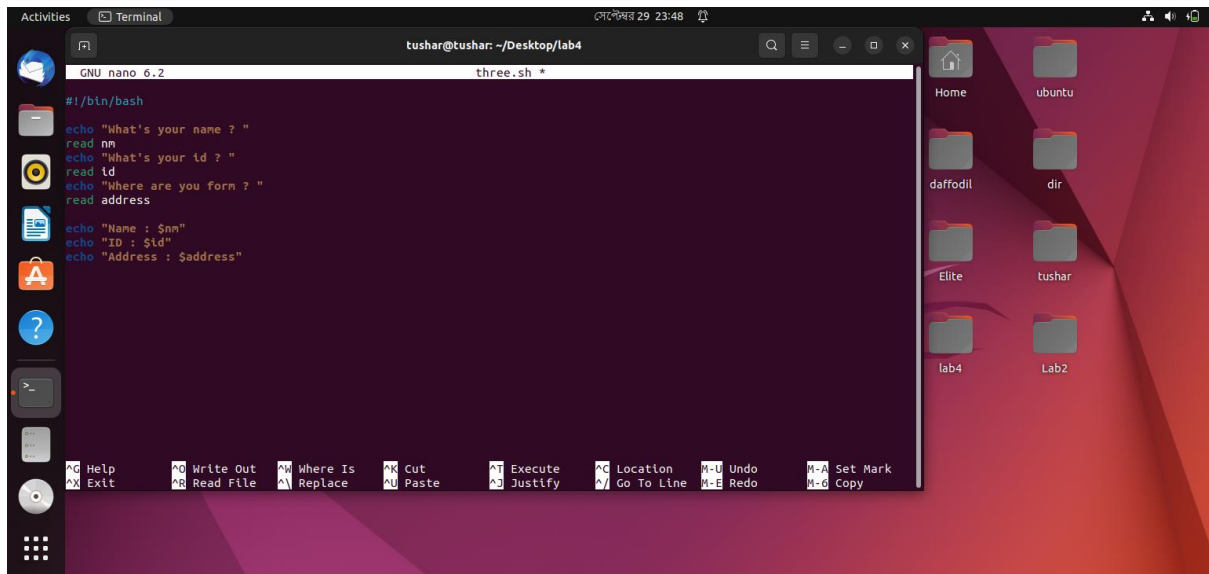 Activities Terminal সেপ্টেম্বর 29 23:48
tushar@tushar: ~/Desktop/lab4
GNU nano 6.2 three.sh *
#!/bin/bash
echo "What's your name ? "
read nm
echo "What's your id ? "
read id
echo "Where are you form ? "
read address
echo "Name : $nm"
echo "ID : $id"
echo "Address : $address"
^G Help ^O Write Out ^W Where Is ^K Cut ^T Execute ^C Location M-U Undo M-A Set Mark
^X Exit ^R Read File ^\ Replace ^U Paste ^J Justify ^/ Go To Line M-E Redo M-6 Copy
Home ubuntu
daffodil dir
Elite tushar
lab4 Lab2